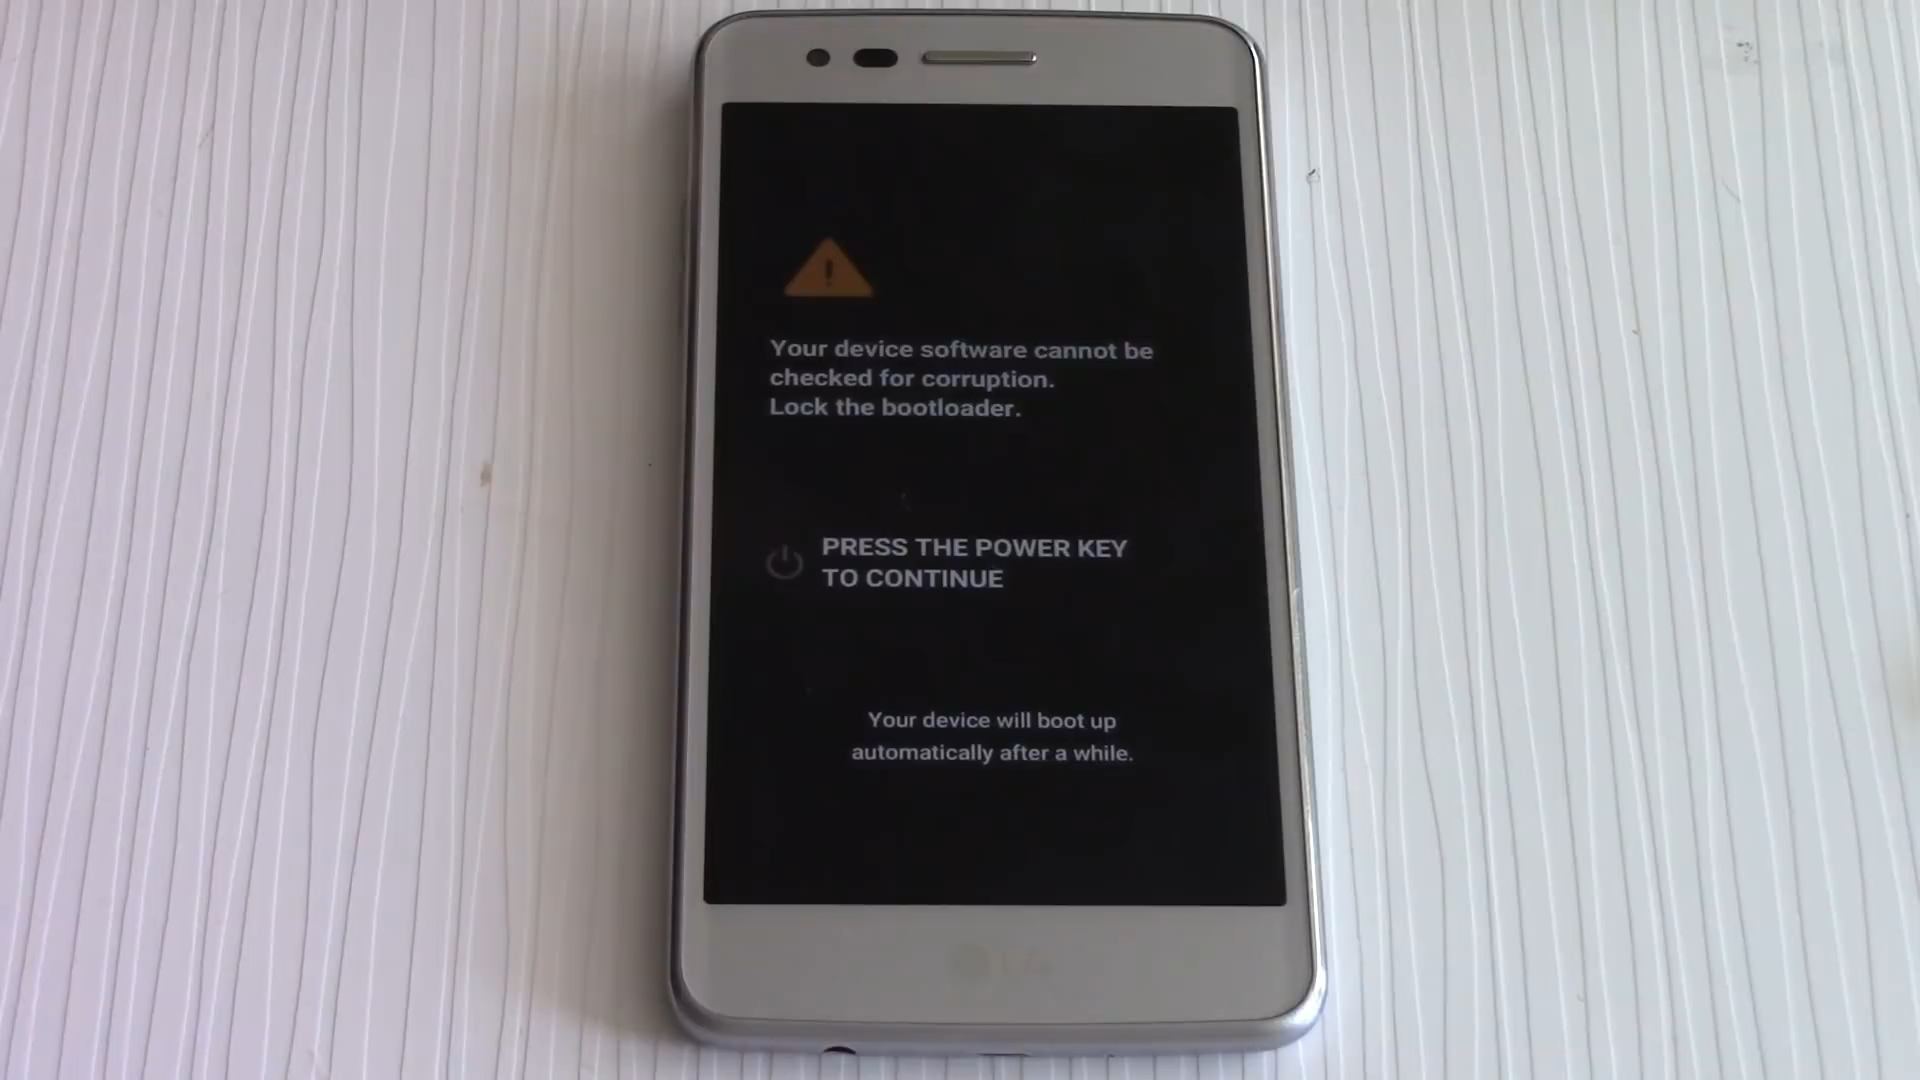 Your device software cannot be
checked for corruption.
Lock the bootloader.
PRESS THE POWER KEY
TO CONTINUE
Your device will boot up
automatically after a while.
LG